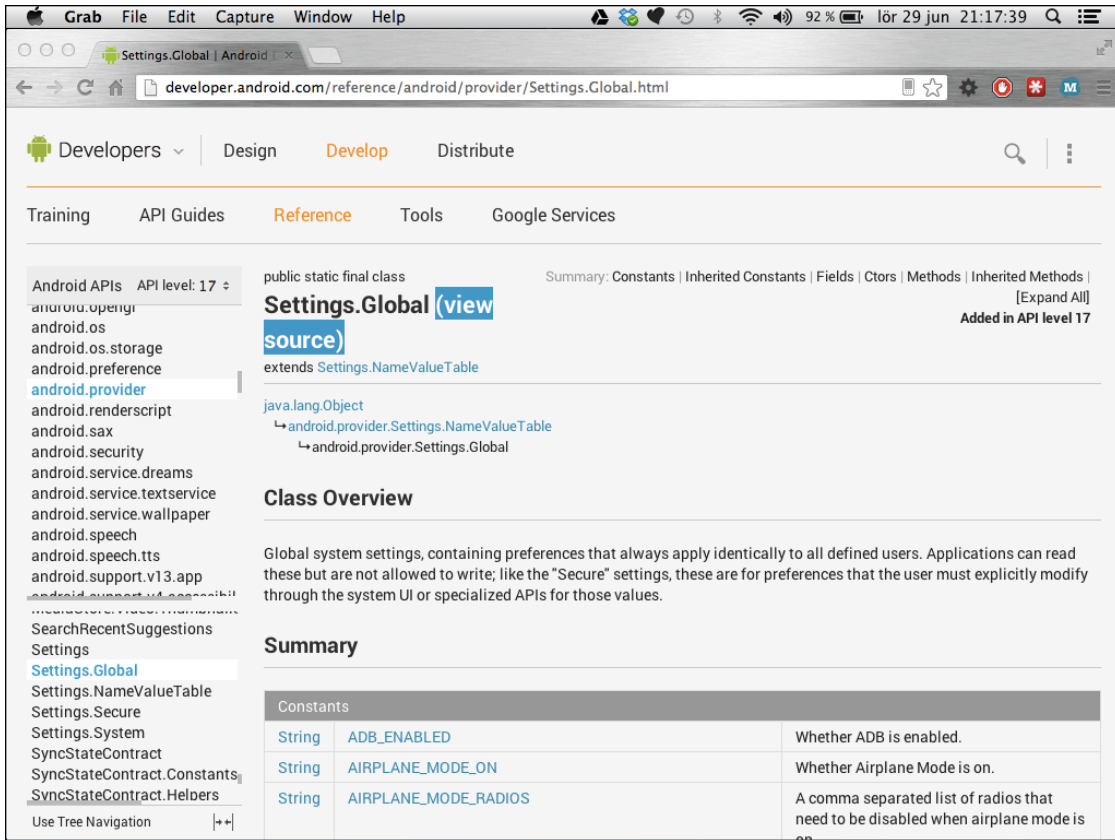 Grab File Edit Capture Window Help 92 % lör 29 jun 21:17:39
Settings.Global | Android
developer.android.com/reference/android/provider/Settings.Global.html
Developers Design Develop Distribute
Training API Guides Reference Tools Google Services
Android APIs API level: 17
android.opengl
android.os
android.os.storage
android.preference
android.provider
android.renderscript
android.sax
android.security
android.service.dreams
android.service.textservice
android.service.wallpaper
android.speech
android.speech.tts
android.support.v13.app
android.support.v4.accessibil
MediaStore.Video.Thumbnails
SearchRecentSuggestions
Settings
Settings.Global
Settings.NameValueTable
Settings.Secure
Settings.System
SyncStateContract
SyncStateContract.Constants
SyncStateContract.Helpers
Use Tree Navigation
public static final class
Summary: Constants | Inherited Constants | Fields | Ctors | Methods | Inherited Methods |
[Expand All]
Added in API level 17
Settings.Global (view
source)
extends Settings.NameValueTable
java.lang.Object
↳android.provider.Settings.NameValueTable
↳android.provider.Settings.Global
Class Overview
Global system settings, containing preferences that always apply identically to all defined users. Applications can read
these but are not allowed to write; like the "Secure" settings, these are for preferences that the user must explicitly modify
through the system UI or specialized APIs for those values.
Summary
Constants
String ADB_ENABLED Whether ADB is enabled.
String AIRPLANE_MODE_ON Whether Airplane Mode is on.
String AIRPLANE_MODE_RADIOS A comma separated list of radios that
need to be disabled when airplane mode is
on.